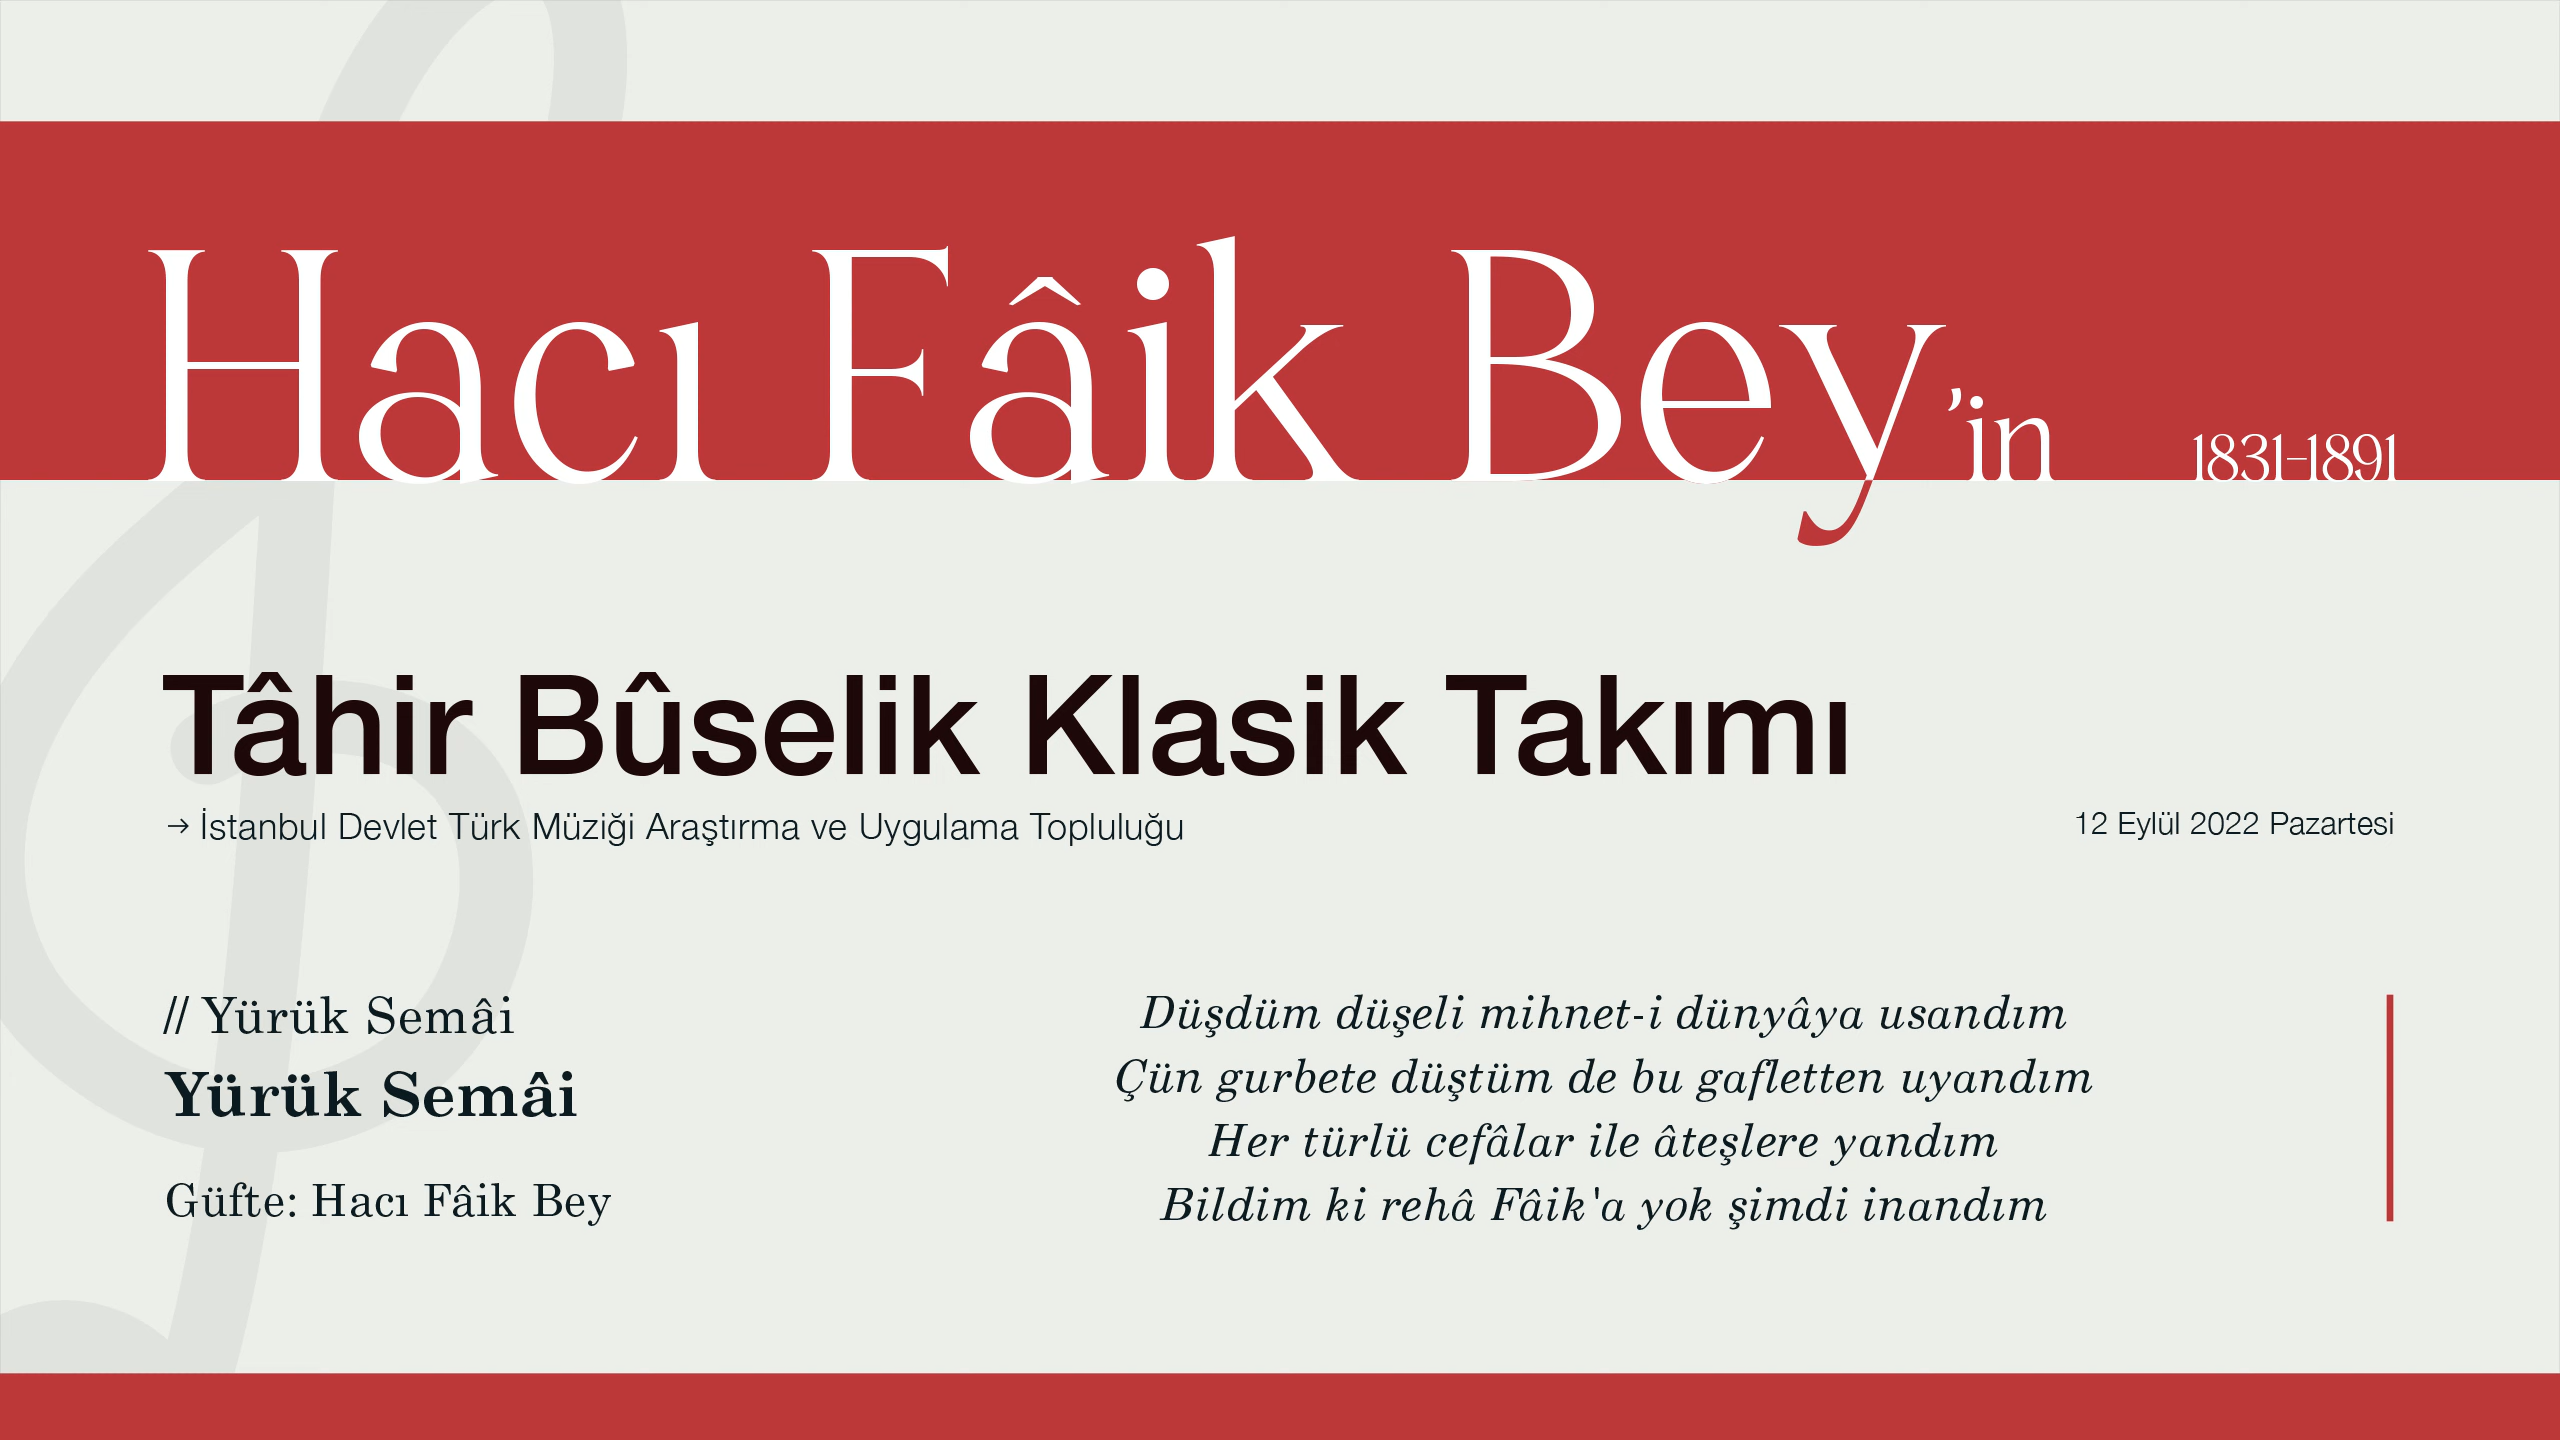 Hacı Fâik Bey’in 1831-1891
Tâhir Bûselik Klasik Takımı
→ İstanbul Devlet Türk Müziği Araştırma ve Uygulama Topluluğu
12 Eylül 2022 Pazartesi
// Yürük Semâi
Yürük Semâi
Güfte: Hacı Fâik Bey
Düşdüm düşeli mihnet-i dünyâya usandım
Çün gurbete düştüm de bu gafletten uyandım
Her türlü cefâlar ile âteşlere yandım
Bildim ki rehâ Fâik'a yok şimdi inandım